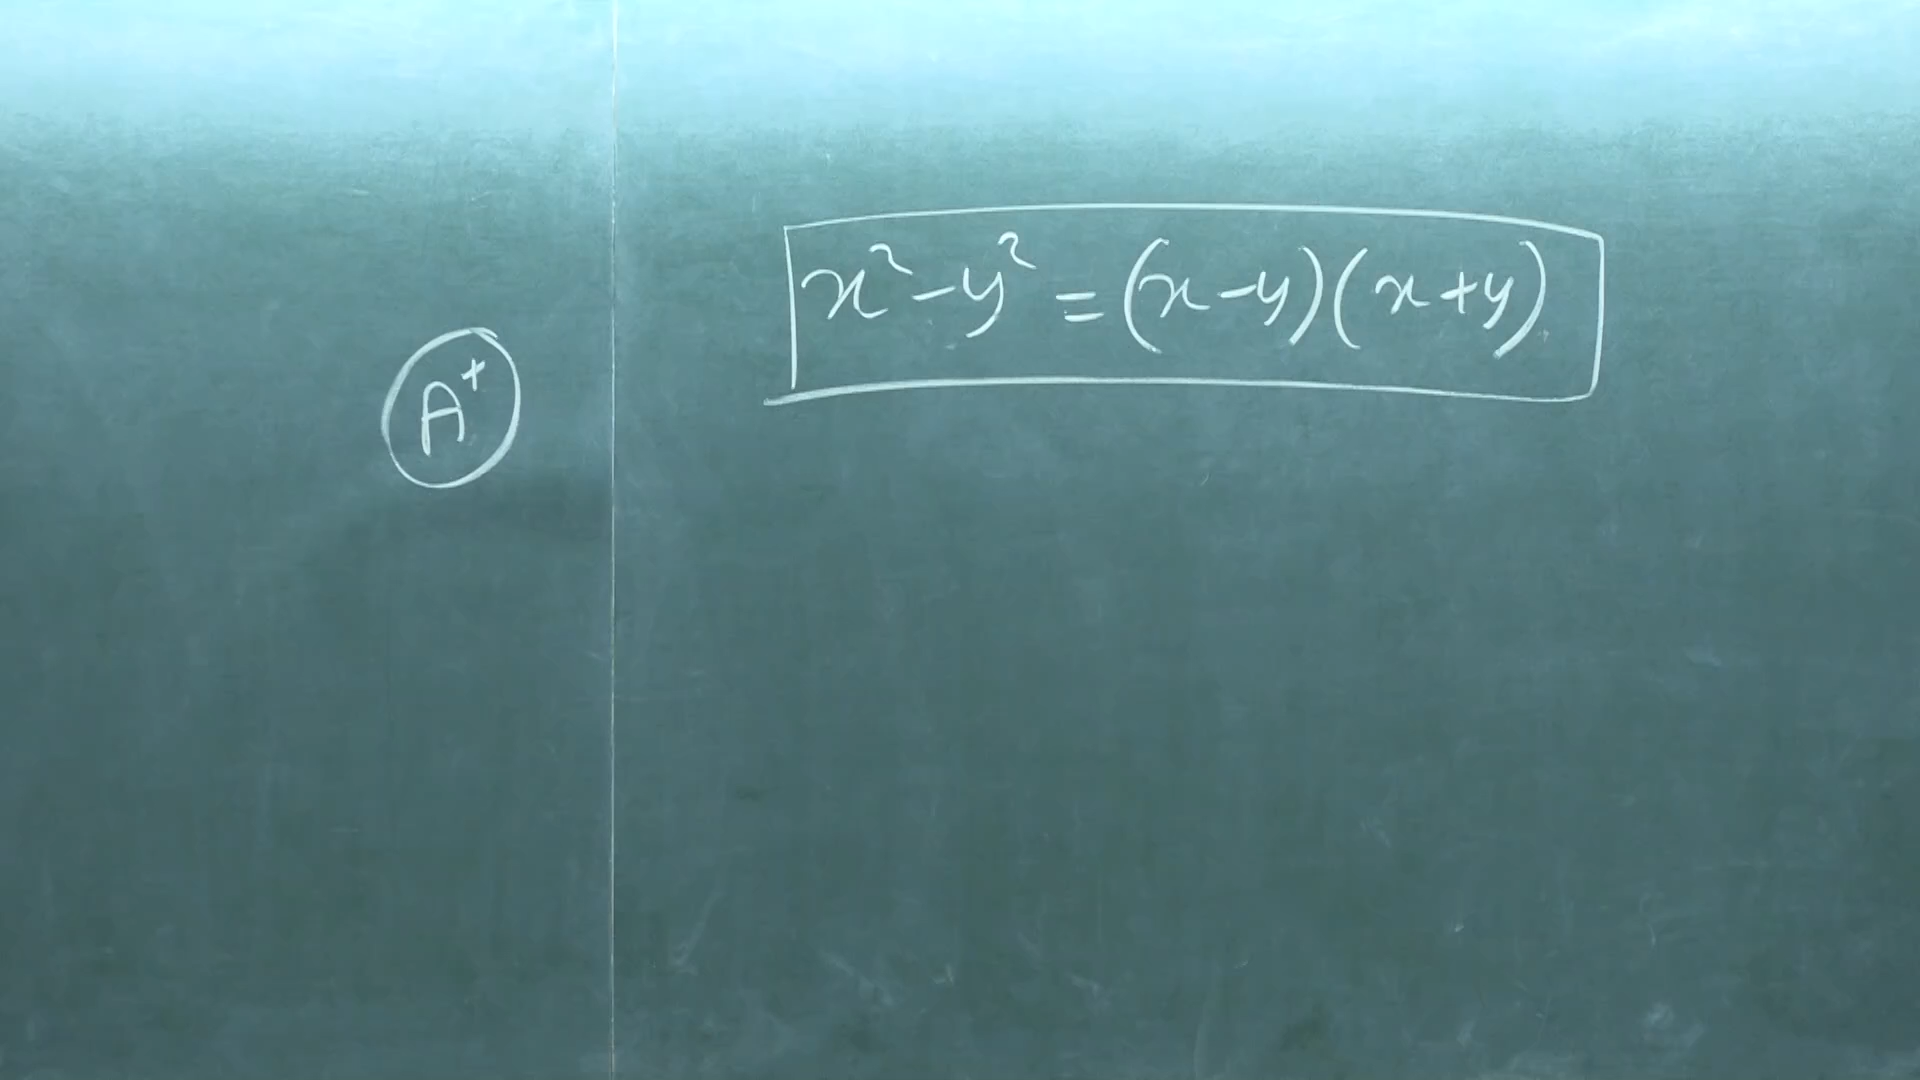 x² - y² = (x-y)(x+y)
A⁺